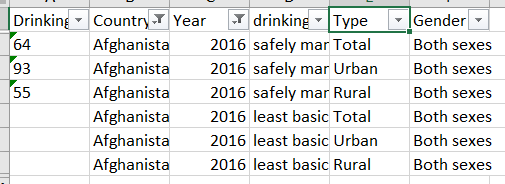 Drinking Country Year drinking Type Gender
64 Afghanista 2016 safely mar Total Both sexes
93 Afghanista 2016 safely mar Urban Both sexes
55 Afghanista 2016 safely mar Rural Both sexes
Afghanista 2016 least basic Total Both sexes
Afghanista 2016 least basic Urban Both sexes
Afghanista 2016 least basic Rural Both sexes